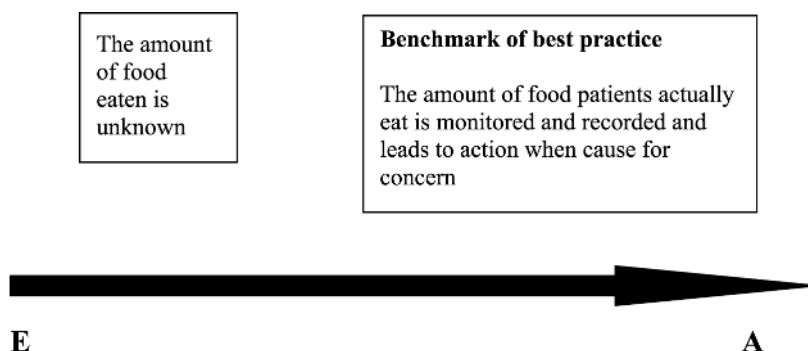 The amount
of food
eaten is
unknown
Benchmark of best practice
The amount of food patients actually
eat is monitored and recorded and
leads to action when cause for
concern
E
A